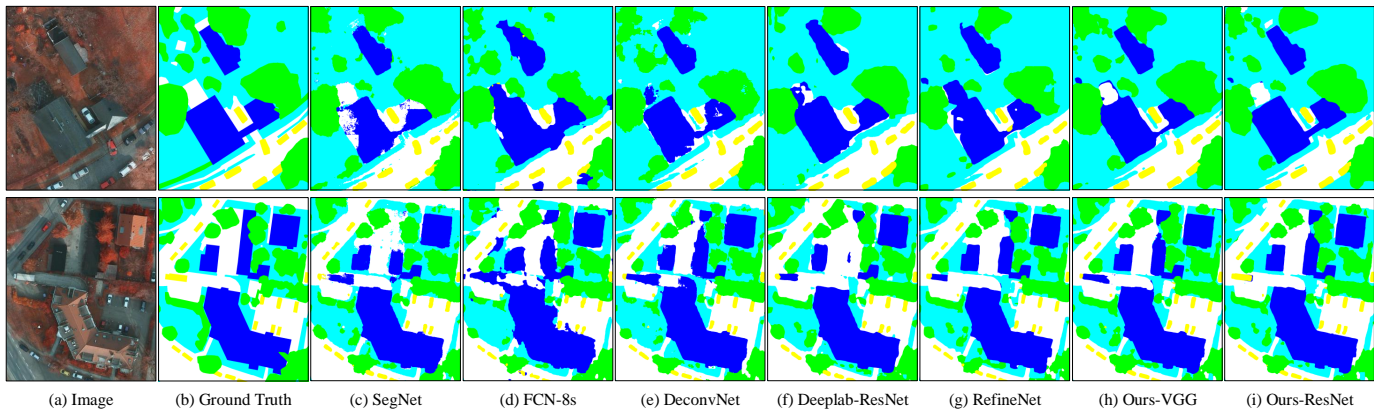 (a) Image (b) Ground Truth (c) SegNet (d) FCN-8s (e) DeconvNet (f) Deeplab-ResNet (g) RefineNet (h) Ours-VGG (i) Ours-ResNet